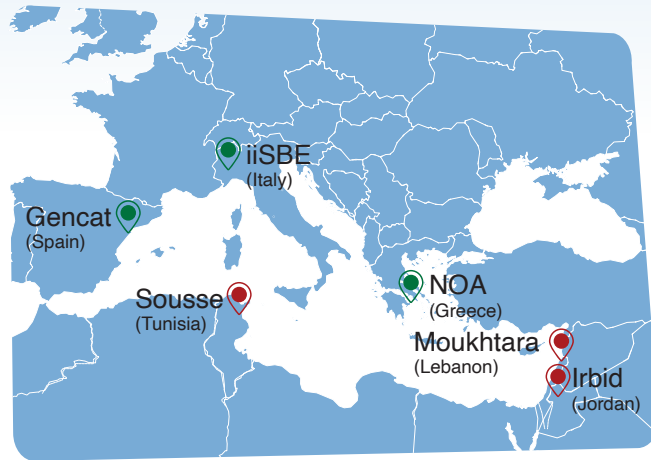 iiSBE
(Italy)
Gencat
(Spain)
Sousse
(Tunisia)
NOA
(Greece)
Moukhtara
(Lebanon)
Irbid
(Jordan)